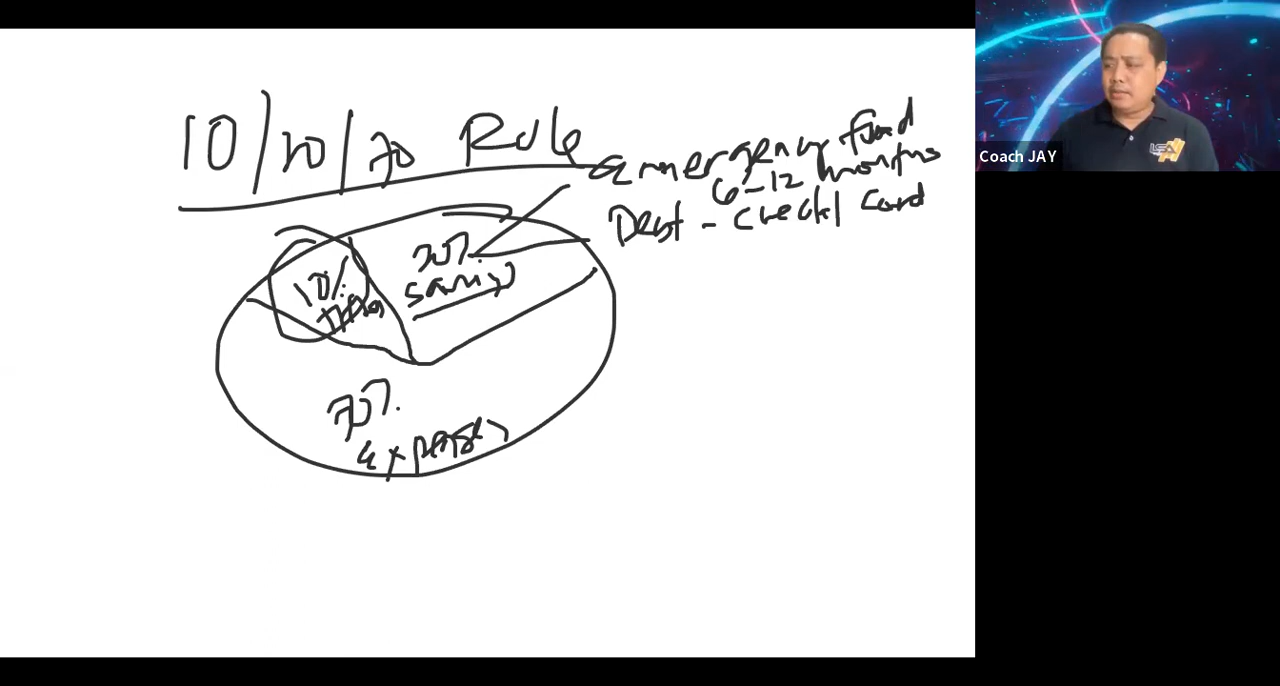 10/20/70 Rule
emergency fund
6-12 months
Debt - Credit card
20%.
saving
10%
70%.
expenses
Coach JAY